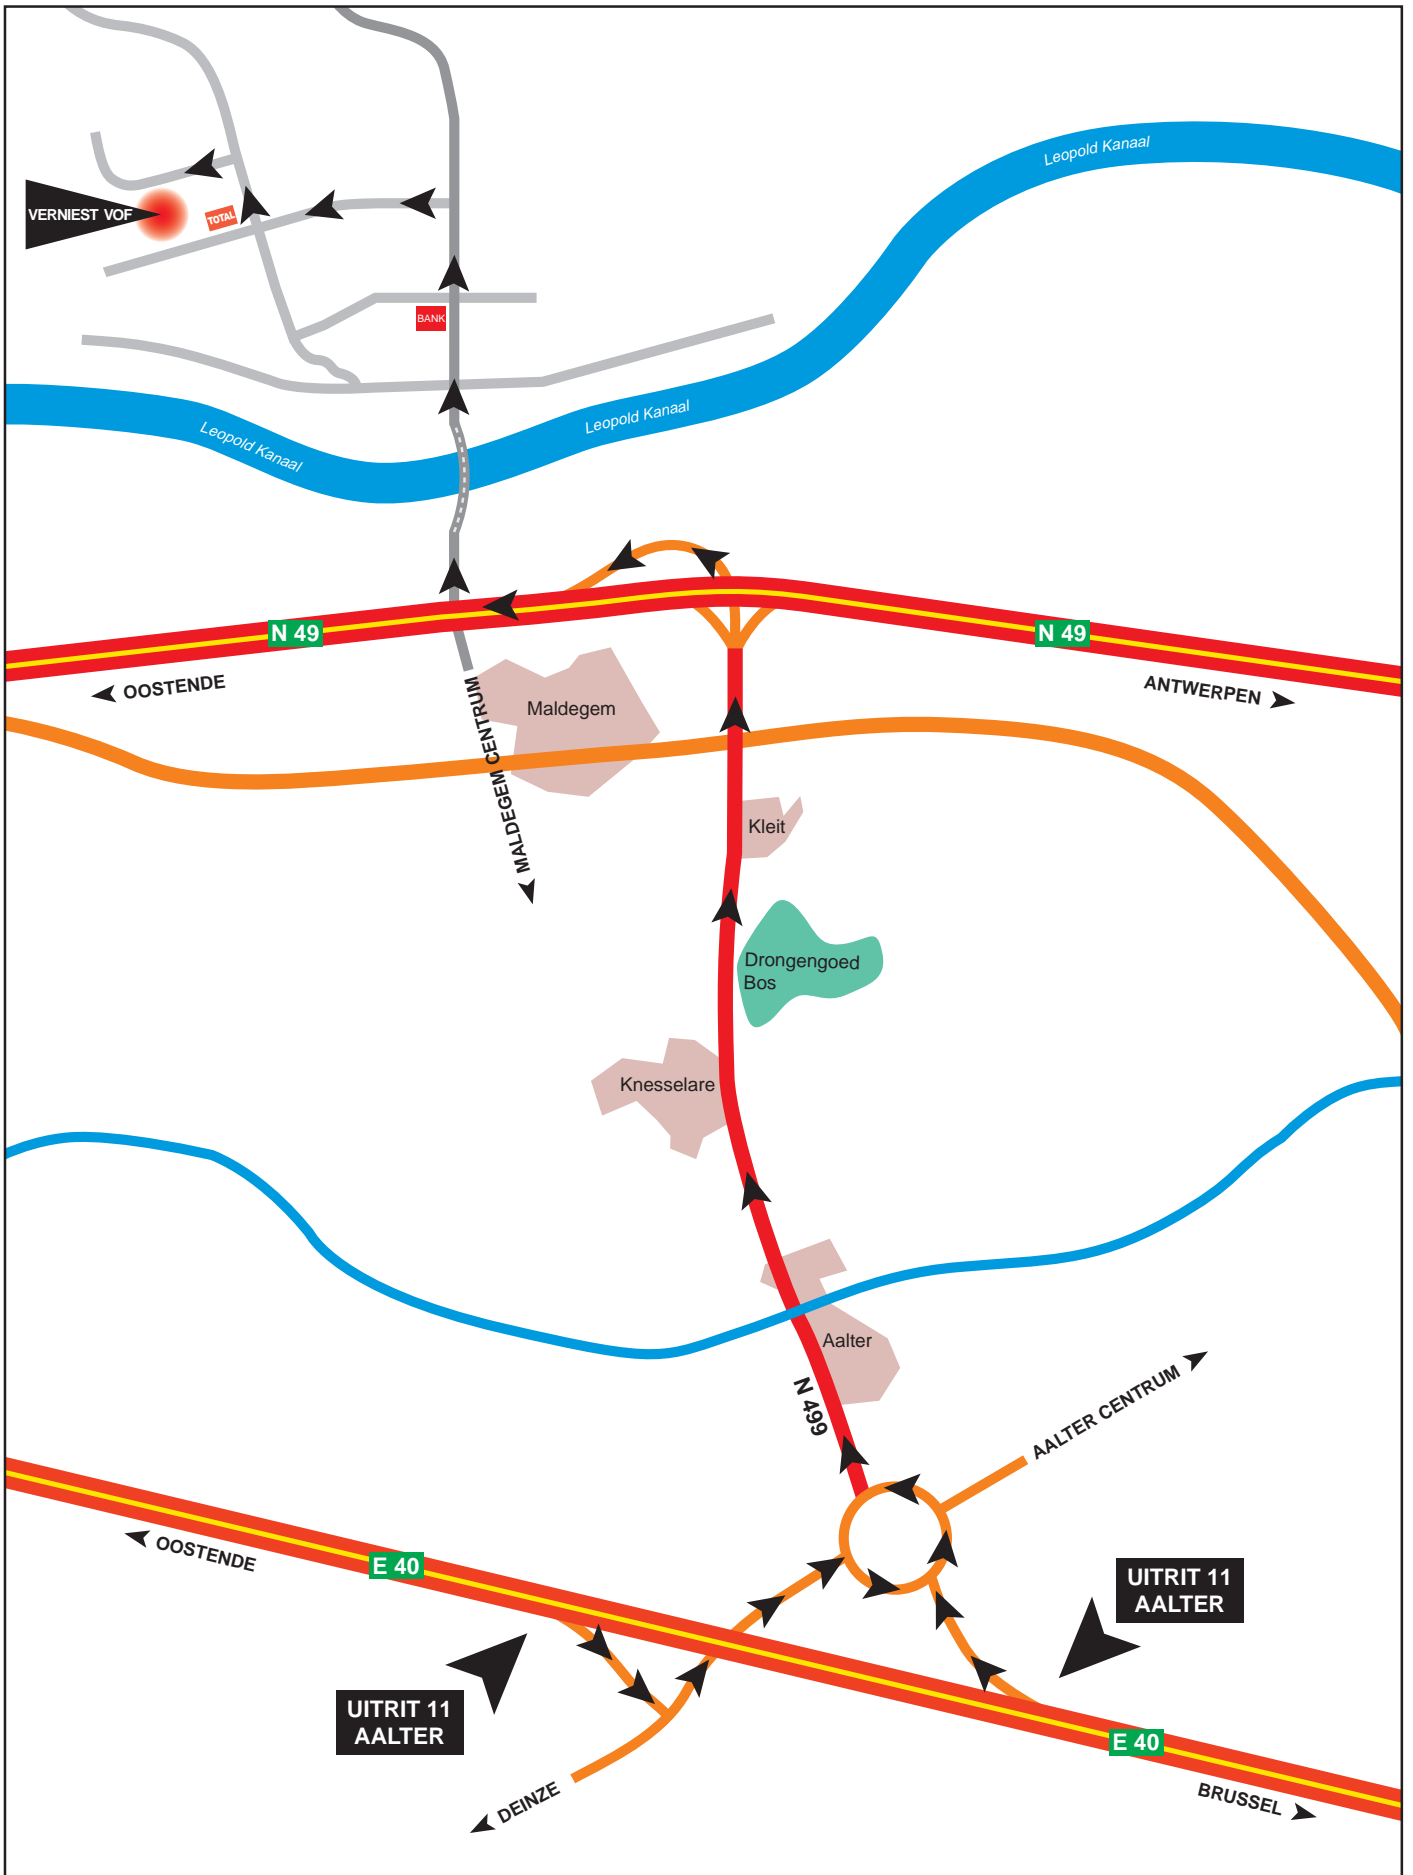 Leopold Kanaal
VERNIEST VOF
TOTAL
BANK
Leopold Kanaal
Leopold Kanaal
N 49
N 49
OOSTENDE
ANTWERPEN
MALDEGEM CENTRUM
Maldegem
Kleit
Drongengoed
Bos
Knesselare
Aalter
N 499
AALTER CENTRUM
OOSTENDE
E 40
UITRIT 11
AALTER
UITRIT 11
AALTER
E 40
DEINZE
BRUSSEL